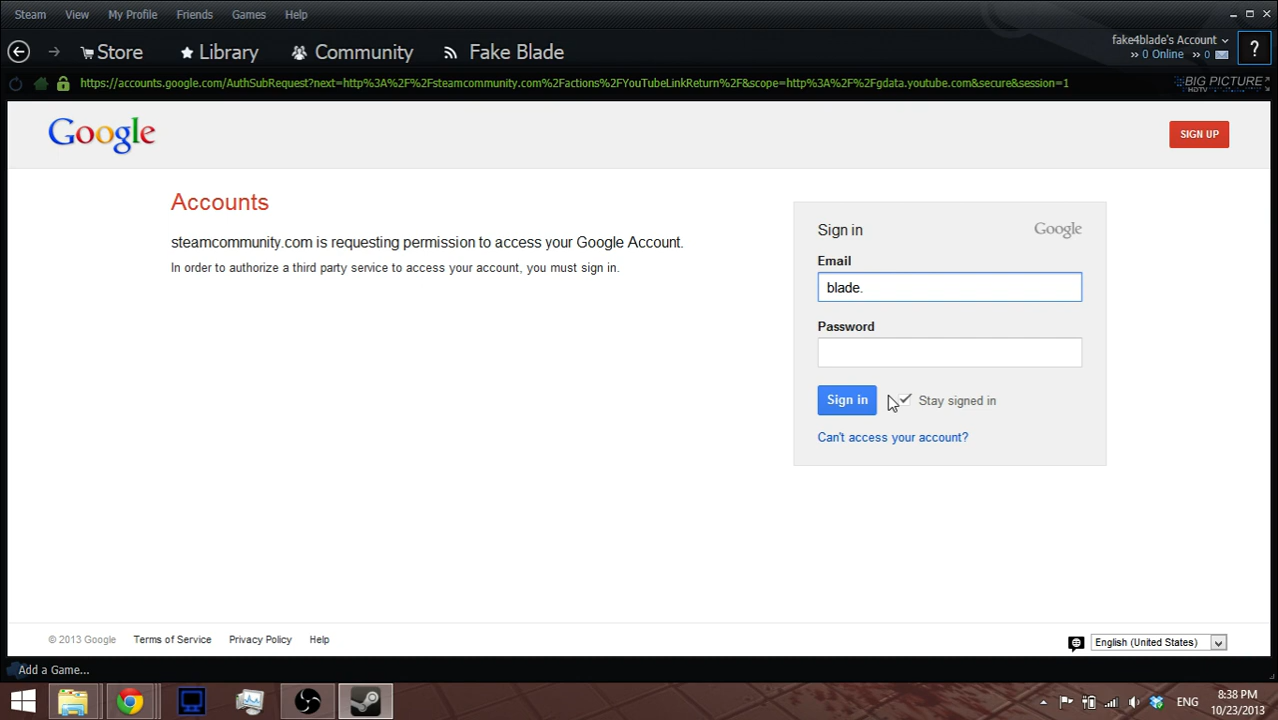 Steam View My Profile Friends Games Help
Store Library Community Fake Blade
fake4blade's Account
0 Online 0
?
https://accounts.google.com/AuthSubRequest?next=http%3A%2F%2Fsteamcommunity.com%2Factions%2FYouTubeLinkReturn%2F&scope=http%3A%2F%2Fgdata.youtube.com&secure&session=1
BIG PICTURE
HDTV
Google
SIGN UP
Accounts
steamcommunity.com is requesting permission to access your Google Account.
In order to authorize a third party service to access your account, you must sign in.
Sign in Google
Email
blade.
Password
Sign in Stay signed in
Can't access your account?
© 2013 Google Terms of Service Privacy Policy Help
English (United States)
Add a Game...
ENG
8:38 PM
10/23/2013